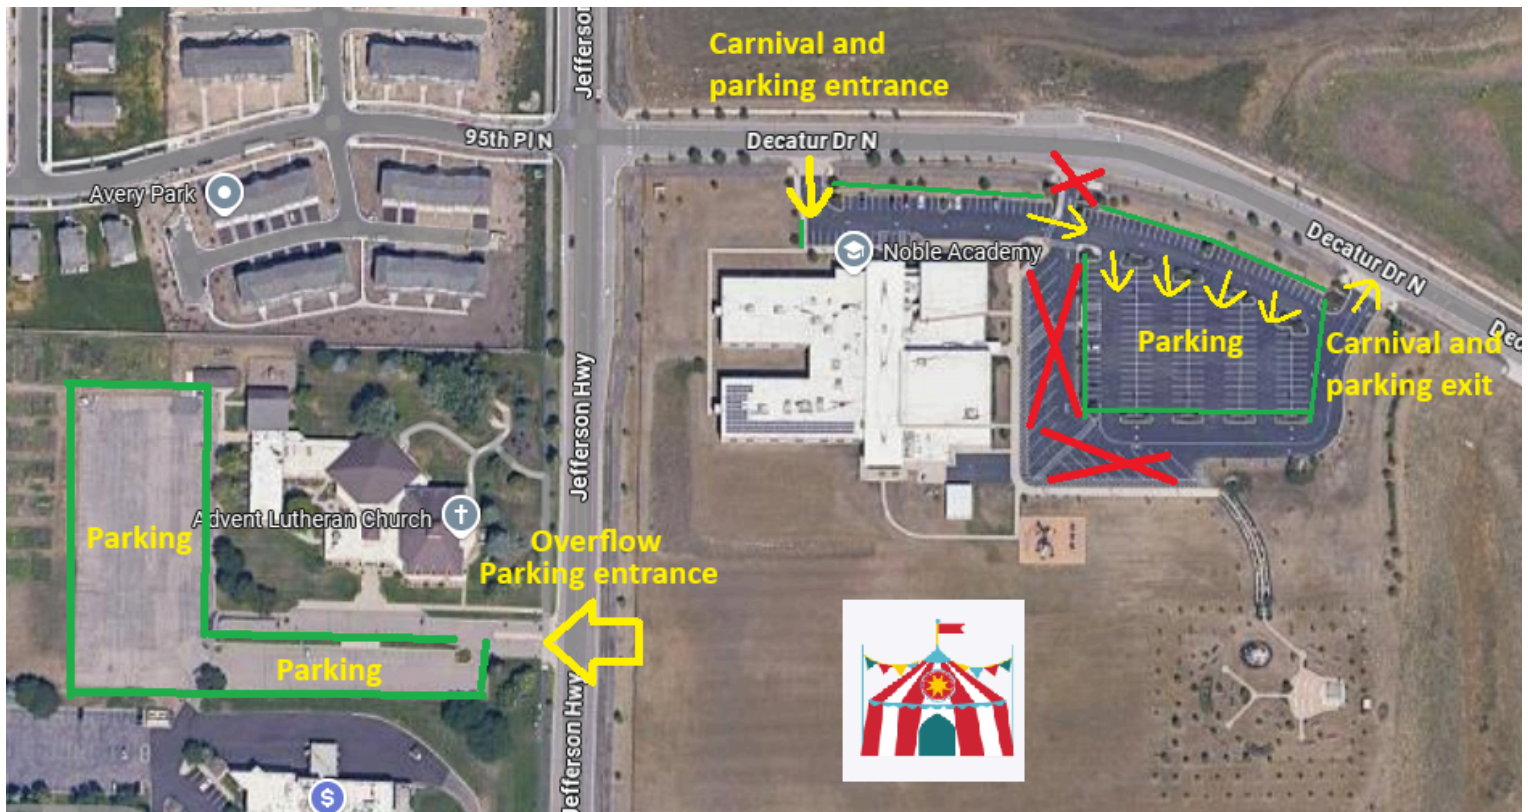 Jefferson
Carnival and
parking entrance
95th Pl N
Decatur Dr N
Avery Park
Noble Academy
Decatur Dr N
Dec
Parking
Carnival and
parking exit
Jefferson Hwy
Parking
Advent Lutheran Church
Overflow
Parking entrance
Parking
Jefferson Hwy
$